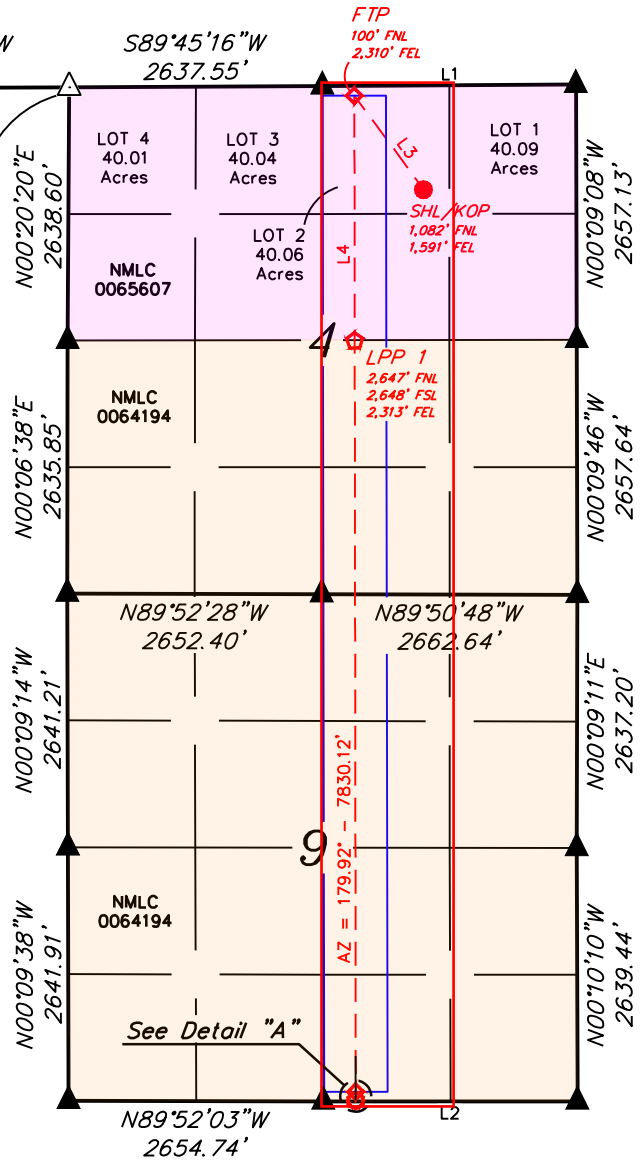 W
S89°45'16"W
2637.55'
FTP
100' FNL
2,310' FEL
L1
LOT 4
40.01
Acres
LOT 3
40.04
Acres
LOT 1
40.09
Arces
L3
SHL/KOP
1,082' FNL
1,591' FEL
LOT 2
40.06
Acres
L4
NMLC
0065607
N00°20'20"E
2638.60'
N00°09'08"W
2657.13'
4
LPP 1
2,647' FNL
2,648' FSL
2,313' FEL
NMLC
0064194
N00°06'38"E
2635.85'
N00°09'46"W
2657.64'
N89°52'28"W
2652.40'
N89°50'48"W
2662.64'
N00°09'14"W
2641.21'
N00°09'11"E
2637.20'
AZ = 179.92° - 7830.12'
9
NMLC
0064194
N00°09'38"W
2641.91'
N00°10'10"W
2639.44'
See Detail "A"
L2
N89°52'03"W
2654.74'